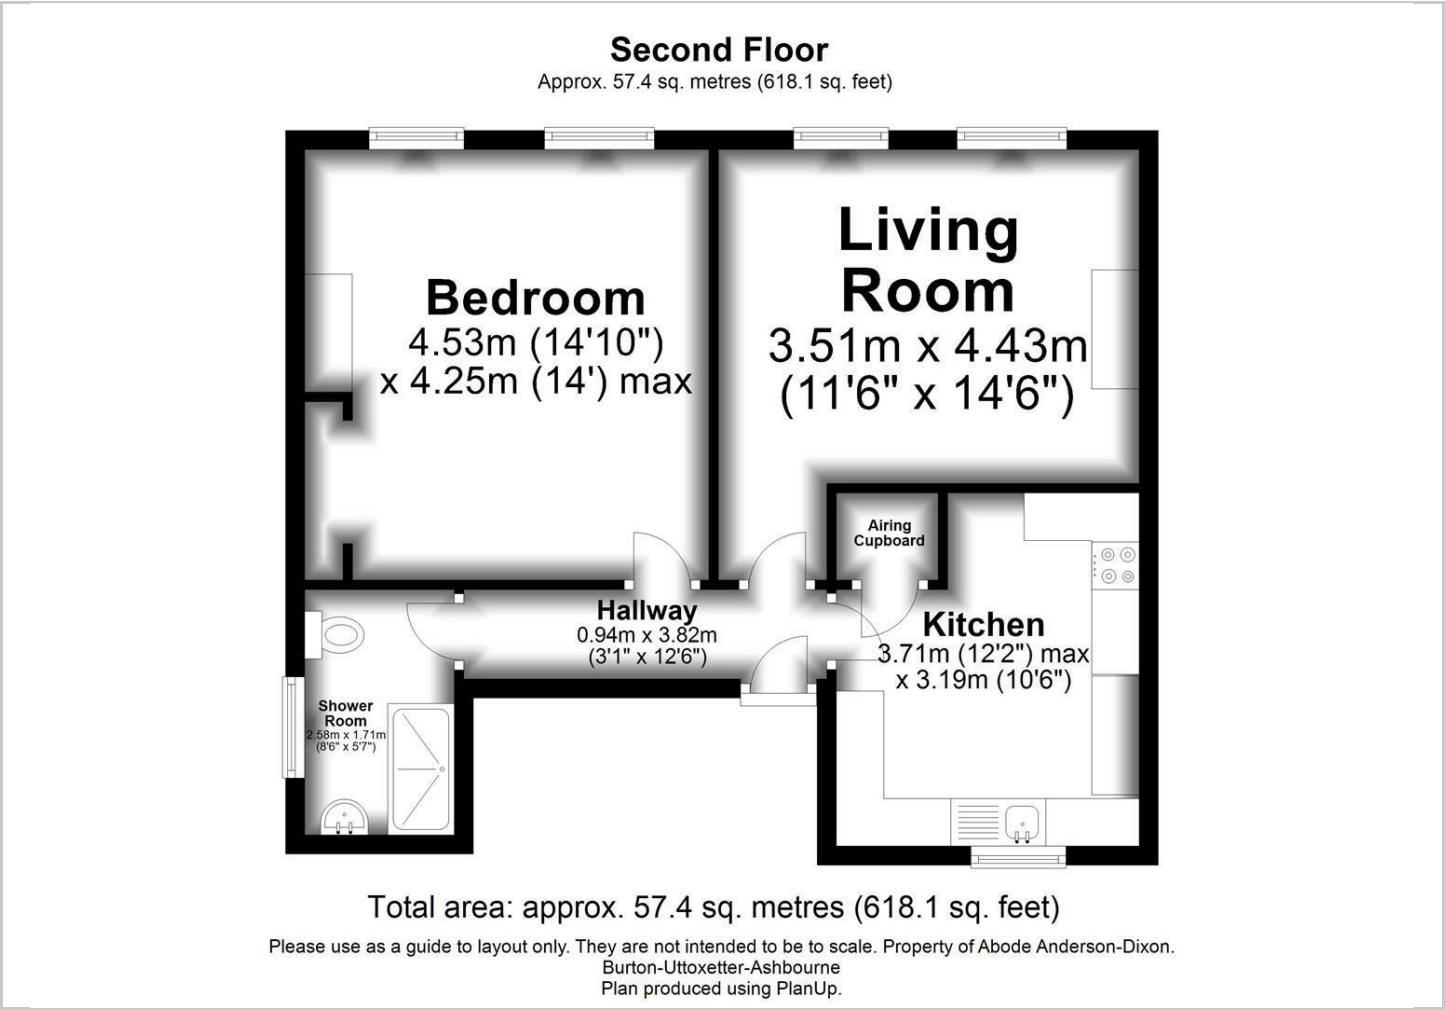 Second Floor
Approx. 57.4 sq. metres (618.1 sq. feet)
Living
Room
3.51m x 4.43m
(11'6" x 14'6")
Bedroom
4.53m (14'10")
x 4.25m (14') max
Airing
Cupboard
Hallway
0.94m x 3.82m
(3'1" x 12'6")
Kitchen
3.71m (12'2") max
x 3.19m (10'6")
Shower
Room
2.58m x 1.71m
(8'6" x 5'7")
Total area: approx. 57.4 sq. metres (618.1 sq. feet)
Please use as a guide to layout only. They are not intended to be to scale. Property of Abode Anderson-Dixon.
Burton-Uttoxetter-Ashbourne
Plan produced using PlanUp.